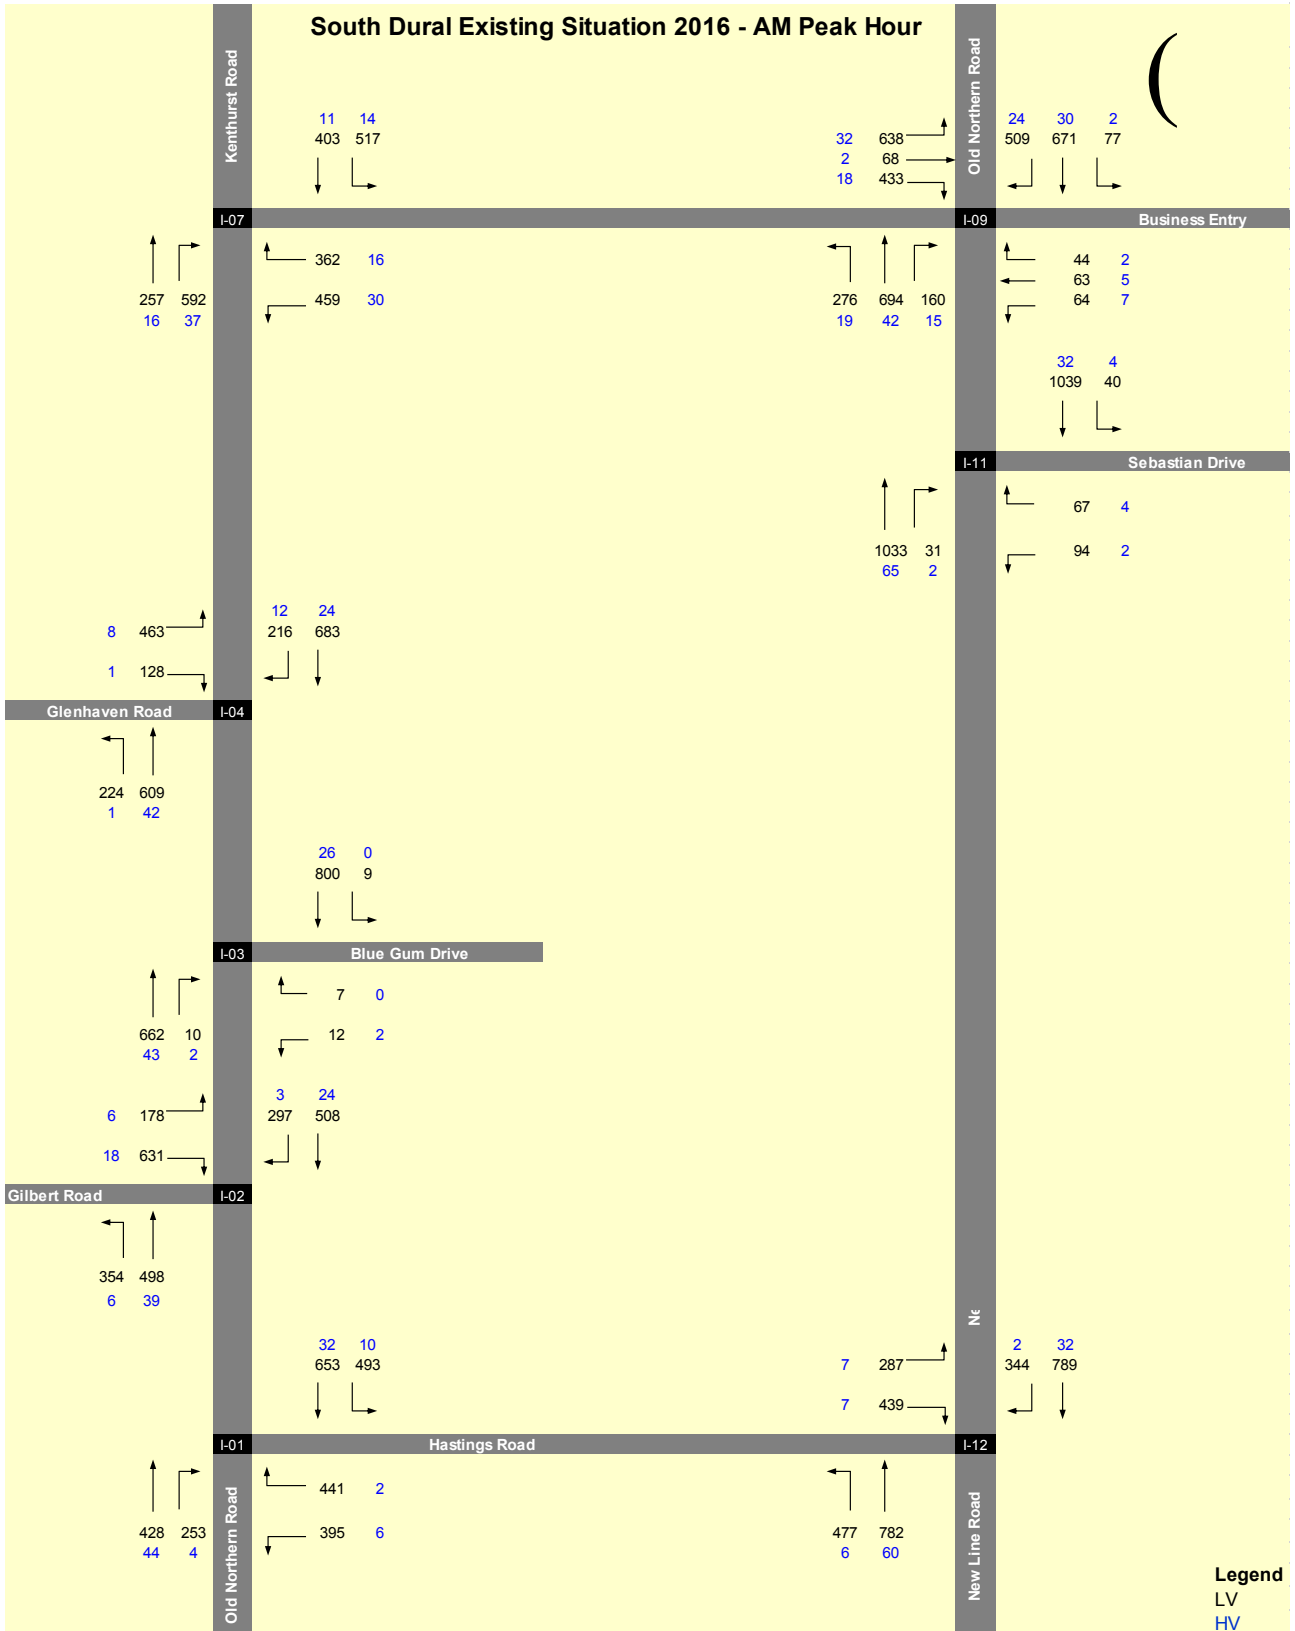 South Dural Existing Situation 2016 - AM Peak Hour
Kenthurst Road
Old Northern Road
(
11 14
403 517
32 638
2 68
18 433
24 30 2
509 671 77
I-07
I-09
Business Entry
257 592
16 37
362 16
459 30
276 694 160
19 42 15
44 2
63 5
64 7
32 4
1039 40
I-11
Sebastian Drive
1033 31
65 2
67 4
94 2
8 463
1 128
12 24
216 683
Glenhaven Road
I-04
224 609
1 42
26 0
800 9
I-03
Blue Gum Drive
662 10
43 2
7 0
12 2
6 178
18 631
3 24
297 508
Gilbert Road
I-02
354 498
6 39
Ne
32 10
653 493
7 287
7 439
2 32
344 789
I-01
Hastings Road
I-12
428 253
44 4
441 2
395 6
477 782
6 60
Old Northern Road
New Line Road
Legend
LV
HV